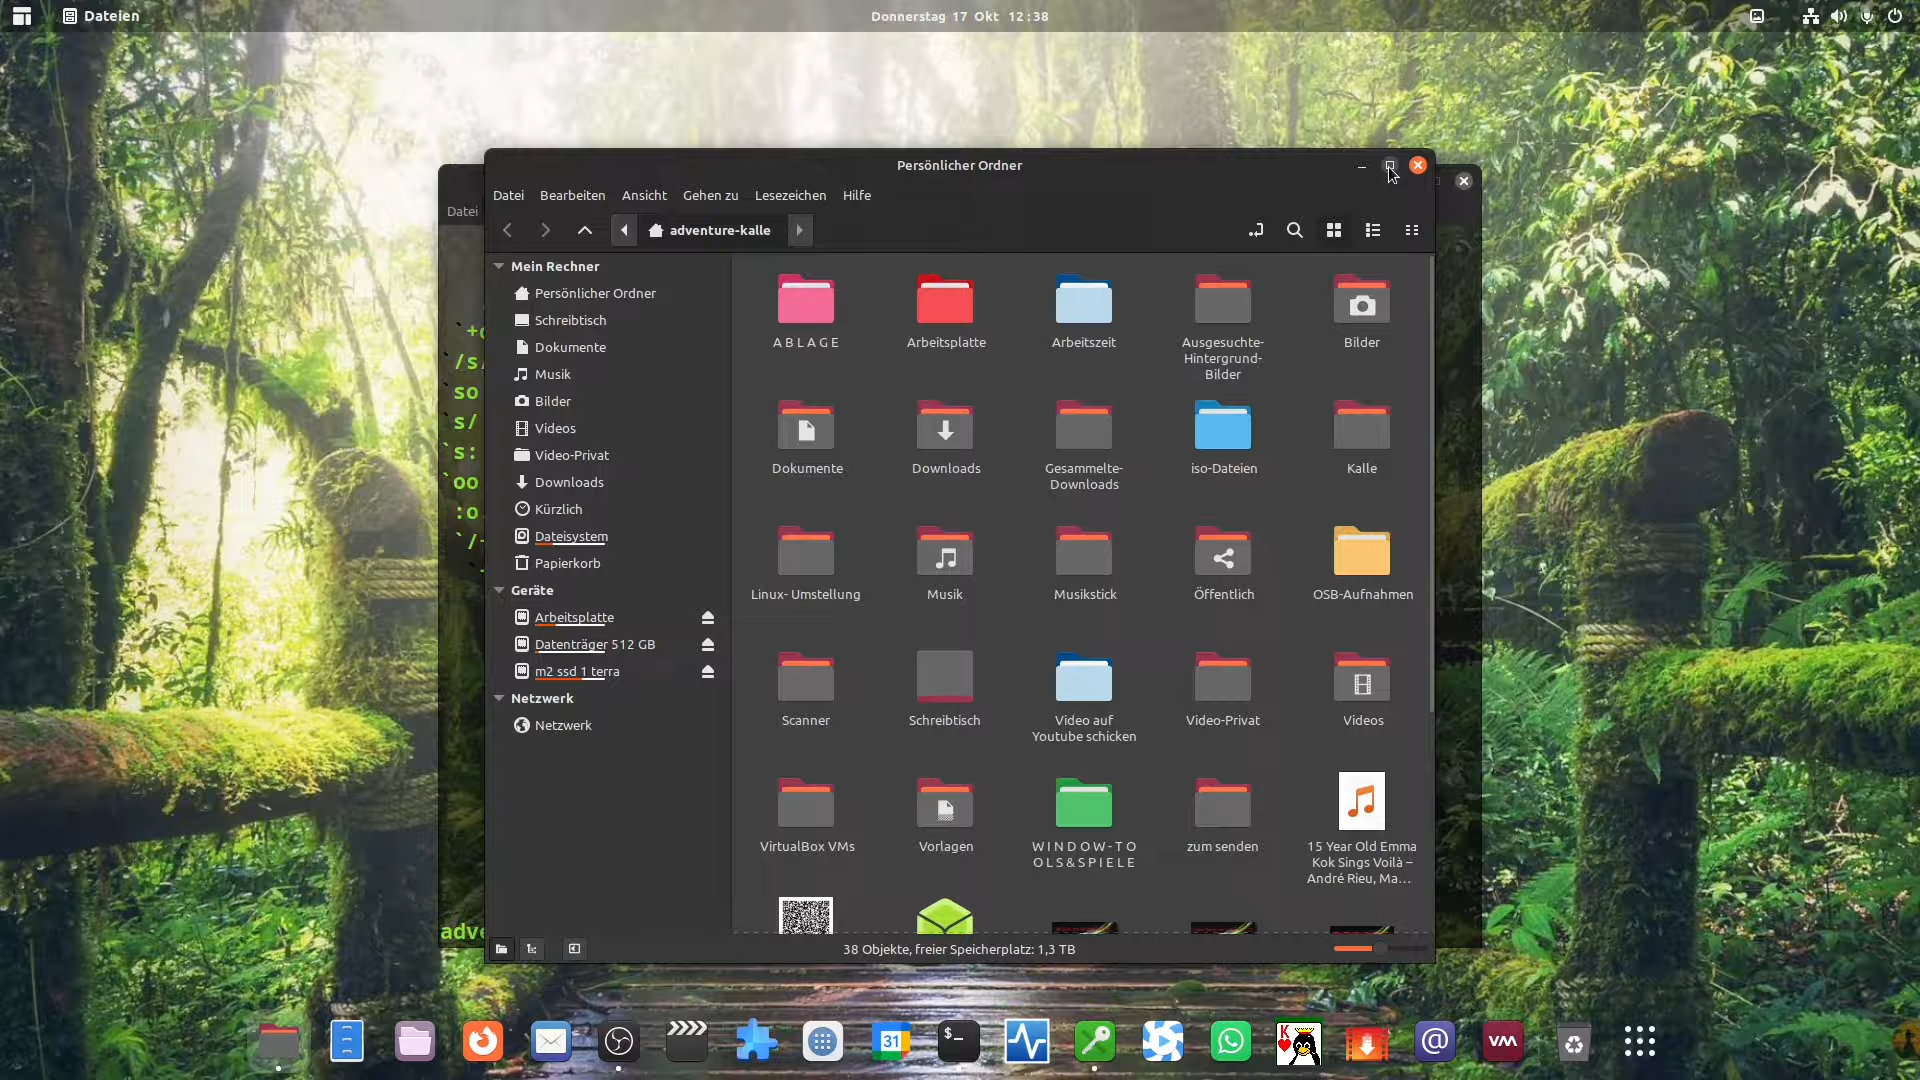 Dateien
Donnerstag 17 Okt 12:38
Persönlicher Ordner
Datei Bearbeiten Ansicht Gehen zu Lesezeichen Hilfe
Datei
adventure-kalle
Mein Rechner
Persönlicher Ordner
Schreibtisch
Dokumente
Musik
Bilder
Videos
Video-Privat
Downloads
Kürzlich
Dateisystem
Papierkorb
Geräte
Arbeitsplatte
Datenträger 512 GB
m2 ssd 1 terra
Netzwerk
Netzwerk
A B L A G E
Arbeitsplatte
Arbeitszeit
Ausgesuchte-
Hintergrund-
Bilder
Bilder
Dokumente
Downloads
Gesammelte-
Downloads
iso-Dateien
Kalle
Linux- Umstellung
Musik
Musikstick
Öffentlich
OSB-Aufnahmen
Scanner
Schreibtisch
Video auf
Youtube schicken
Video-Privat
Videos
VirtualBox VMs
Vorlagen
W I N D O W - T O
O L S & S P I E L E
zum senden
15 Year Old Emma
Kok Sings Voilà –
André Rieu, Ma…
`/s/
so
`s/
`s:
`oo
:o
adve
38 Objekte, freier Speicherplatz: 1,3 TB
31
$_
K
@
vm